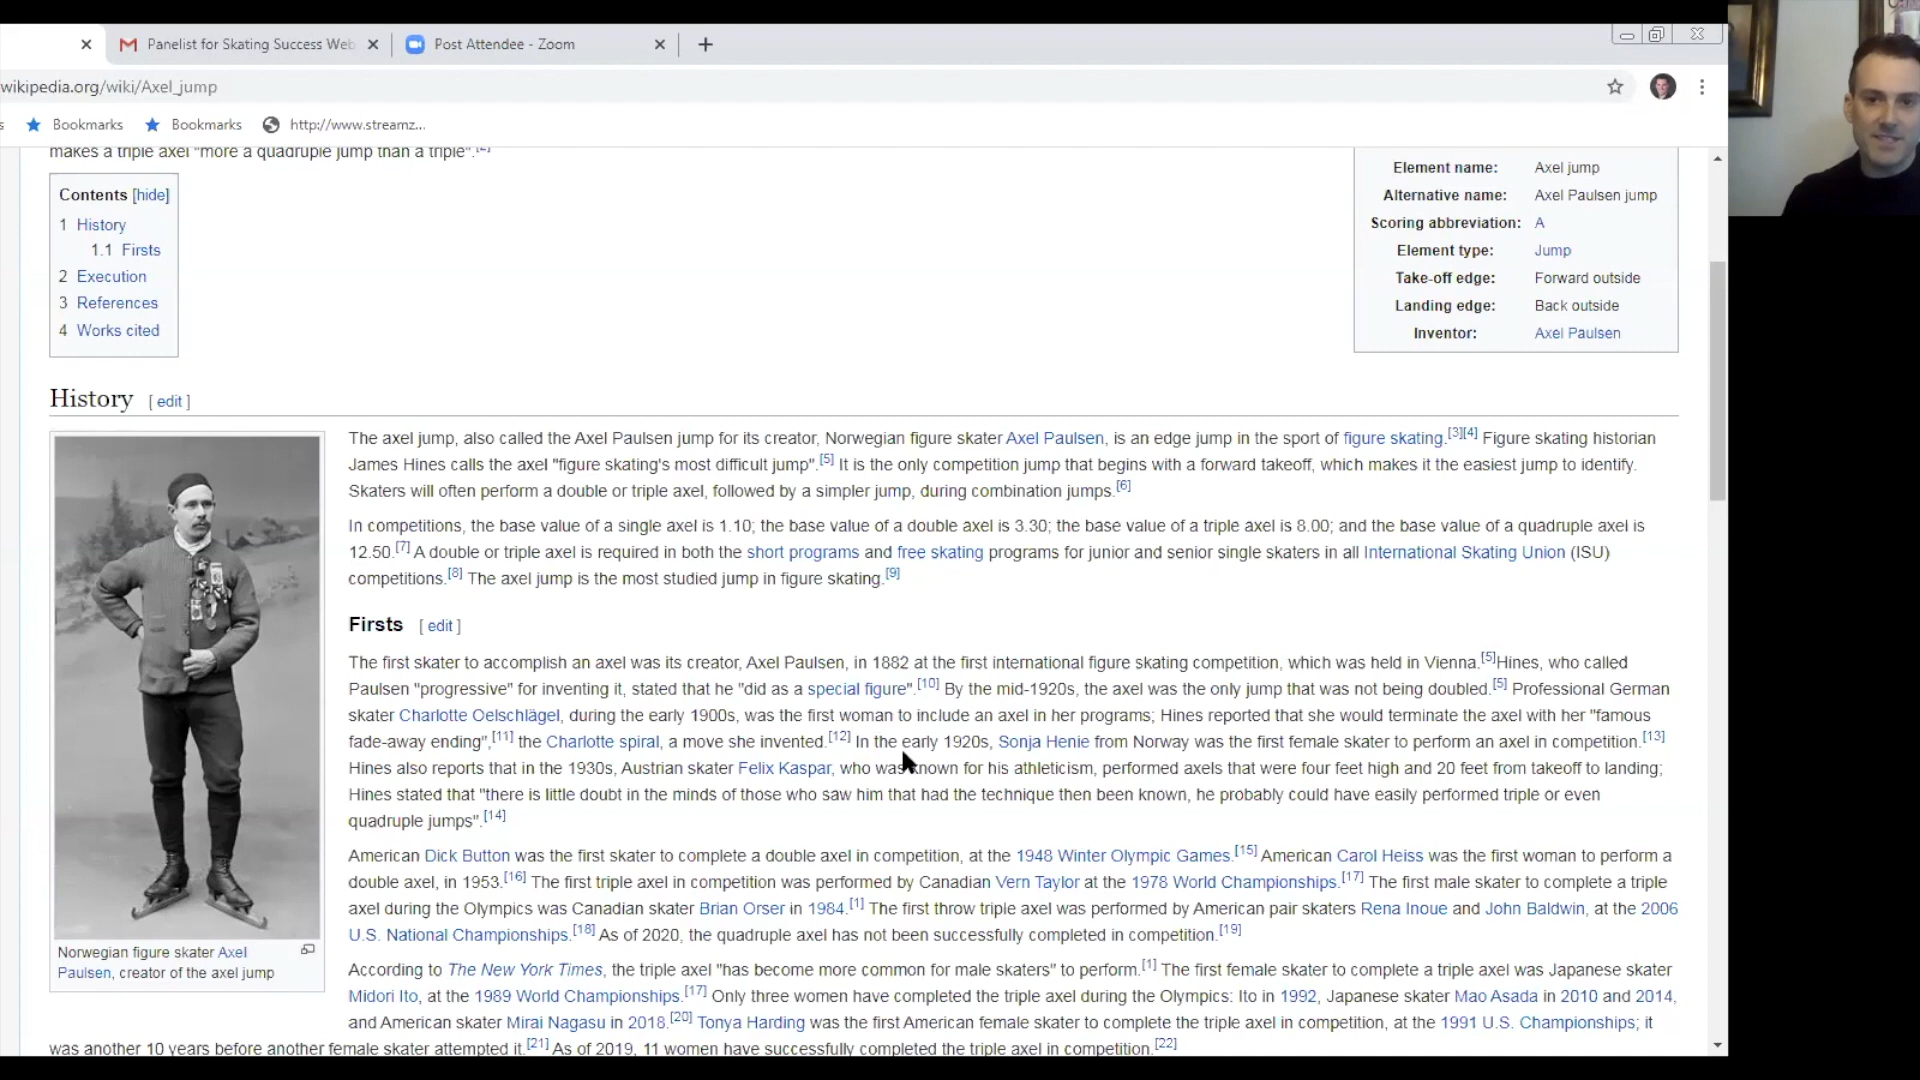 Panelist for Skating Success Web
Post Attendee - Zoom
wikipedia.org/wiki/Axel_jump
s Bookmarks Bookmarks http://www.streamz...
makes a triple axel "more a quadruple jump than a triple".[2]
Contents [hide]
1 History
1.1 Firsts
2 Execution
3 References
4 Works cited
Element name: Axel jump
Alternative name: Axel Paulsen jump
Scoring abbreviation: A
Element type: Jump
Take-off edge: Forward outside
Landing edge: Back outside
Inventor: Axel Paulsen
History [ edit ]
The axel jump, also called the Axel Paulsen jump for its creator, Norwegian figure skater Axel Paulsen, is an edge jump in the sport of figure skating.[3][4] Figure skating historian
James Hines calls the axel "figure skating's most difficult jump".[5] It is the only competition jump that begins with a forward takeoff, which makes it the easiest jump to identify.
Skaters will often perform a double or triple axel, followed by a simpler jump, during combination jumps.[6]
In competitions, the base value of a single axel is 1.10; the base value of a double axel is 3.30; the base value of a triple axel is 8.00; and the base value of a quadruple axel is
12.50.[7] A double or triple axel is required in both the short programs and free skating programs for junior and senior single skaters in all International Skating Union (ISU)
competitions.[8] The axel jump is the most studied jump in figure skating.[9]
Firsts [ edit ]
The first skater to accomplish an axel was its creator, Axel Paulsen, in 1882 at the first international figure skating competition, which was held in Vienna.[5]Hines, who called
Paulsen "progressive" for inventing it, stated that he "did as a special figure".[10] By the mid-1920s, the axel was the only jump that was not being doubled.[5] Professional German
skater Charlotte Oelschlägel, during the early 1900s, was the first woman to include an axel in her programs; Hines reported that she would terminate the axel with her "famous
fade-away ending",[11] the Charlotte spiral, a move she invented.[12] In the early 1920s, Sonja Henie from Norway was the first female skater to perform an axel in competition.[13]
Hines also reports that in the 1930s, Austrian skater Felix Kaspar, who was known for his athleticism, performed axels that were four feet high and 20 feet from takeoff to landing;
Hines stated that "there is little doubt in the minds of those who saw him that had the technique then been known, he probably could have easily performed triple or even
quadruple jumps".[14]
American Dick Button was the first skater to complete a double axel in competition, at the 1948 Winter Olympic Games.[15] American Carol Heiss was the first woman to perform a
double axel, in 1953.[16] The first triple axel in competition was performed by Canadian Vern Taylor at the 1978 World Championships.[17] The first male skater to complete a triple
axel during the Olympics was Canadian skater Brian Orser in 1984.[1] The first throw triple axel was performed by American pair skaters Rena Inoue and John Baldwin, at the 2006
U.S. National Championships.[18] As of 2020, the quadruple axel has not been successfully completed in competition.[19]
Norwegian figure skater Axel
Paulsen, creator of the axel jump
According to The New York Times, the triple axel "has become more common for male skaters" to perform.[1] The first female skater to complete a triple axel was Japanese skater
Midori Ito, at the 1989 World Championships.[17] Only three women have completed the triple axel during the Olympics: Ito in 1992, Japanese skater Mao Asada in 2010 and 2014,
and American skater Mirai Nagasu in 2018.[20] Tonya Harding was the first American female skater to complete the triple axel in competition, at the 1991 U.S. Championships; it
was another 10 years before another female skater attempted it.[21] As of 2019, 11 women have successfully completed the triple axel in competition.[22]